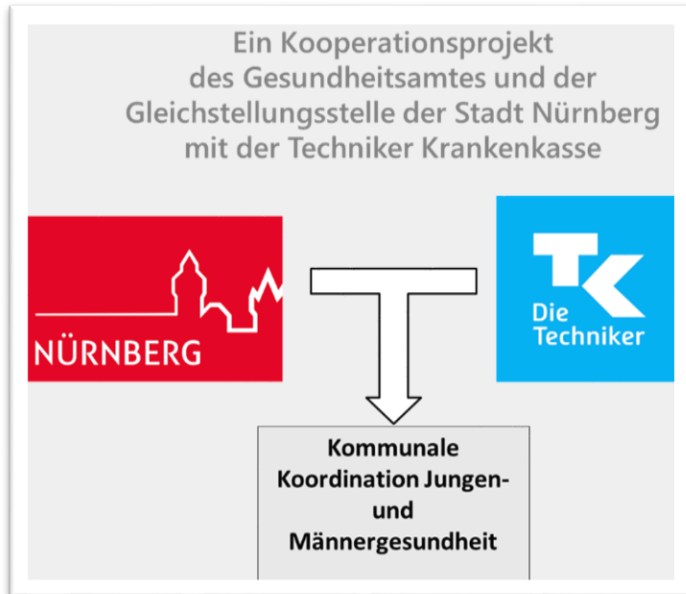 Ein Kooperationsprojekt
des Gesundheitsamtes und der
Gleichstellungsstelle der Stadt Nürnberg
mit der Techniker Krankenkasse
NÜRNBERG
TK
Die
Techniker
Kommunale
Koordination Jungen-
und
Männergesundheit